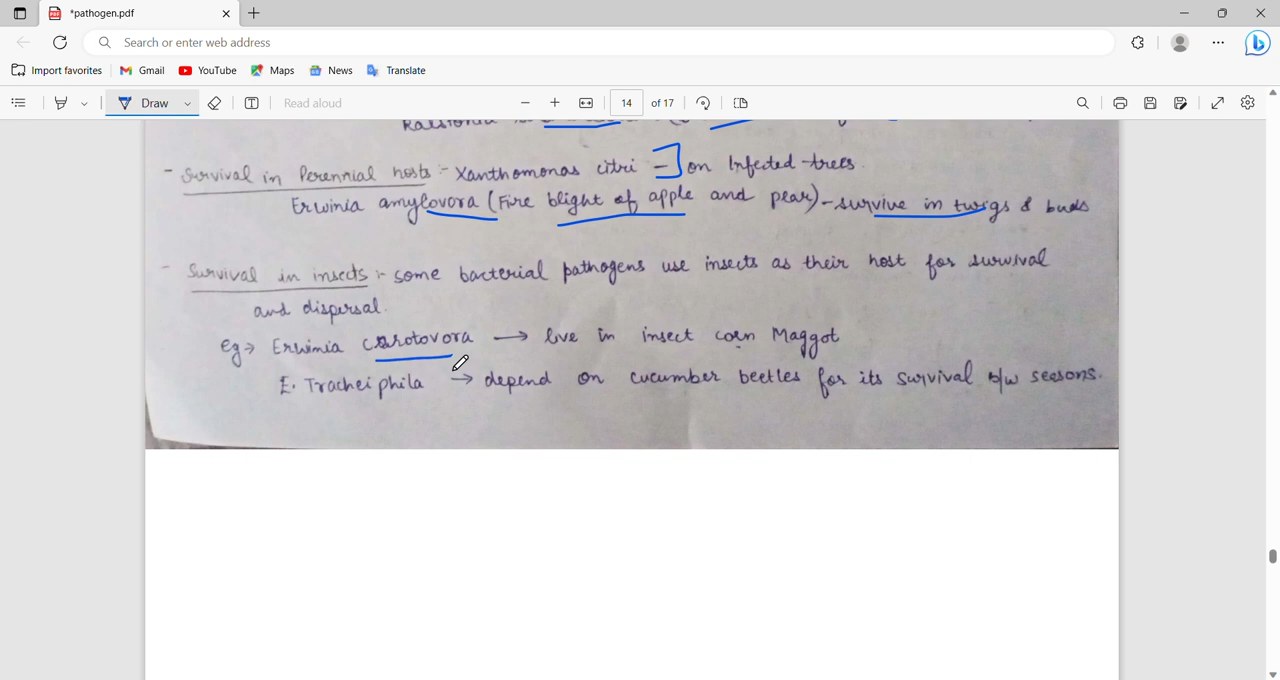 *pathogen.pdf
Search or enter web address
Import favorites Gmail YouTube Maps News Translate
Draw Read aloud 14 of 17
Ralstonia
- Survival in Perennial hosts :- Xanthomonas citri - on Infected trees.
Erwinia amylovora (Fire blight of apple and pear) - survive in twigs & buds
- Survival in insects :- some bacterial pathogens use insects as their host for survival
and dispersal.
eg → Erwinia carotovora → live in insect corn Maggot
E. Tracheiphila → depend on cucumber beetles for its survival b/w seasons.